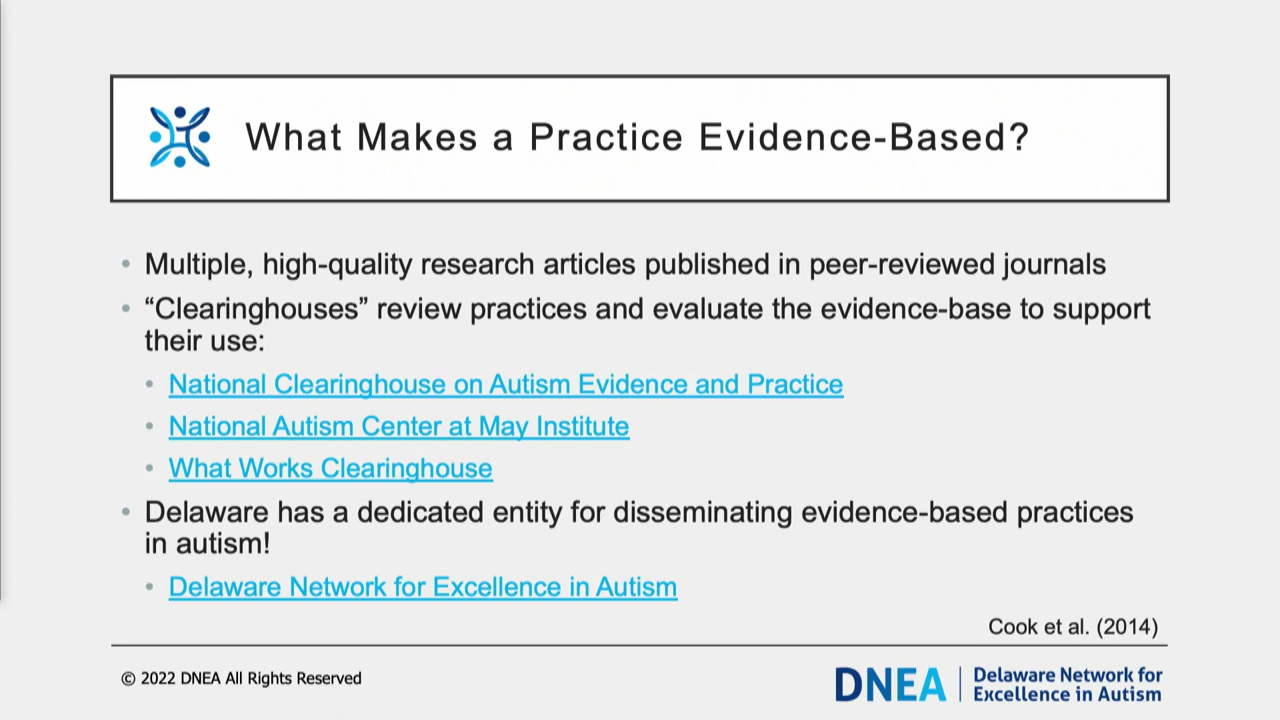 What Makes a Practice Evidence-Based?
• Multiple, high-quality research articles published in peer-reviewed journals
• “Clearinghouses” review practices and evaluate the evidence-base to support
their use:
• National Clearinghouse on Autism Evidence and Practice
• National Autism Center at May Institute
• What Works Clearinghouse
• Delaware has a dedicated entity for disseminating evidence-based practices
in autism!
• Delaware Network for Excellence in Autism
Cook et al. (2014)
© 2022 DNEA All Rights Reserved
DNEA | Delaware Network for
Excellence in Autism